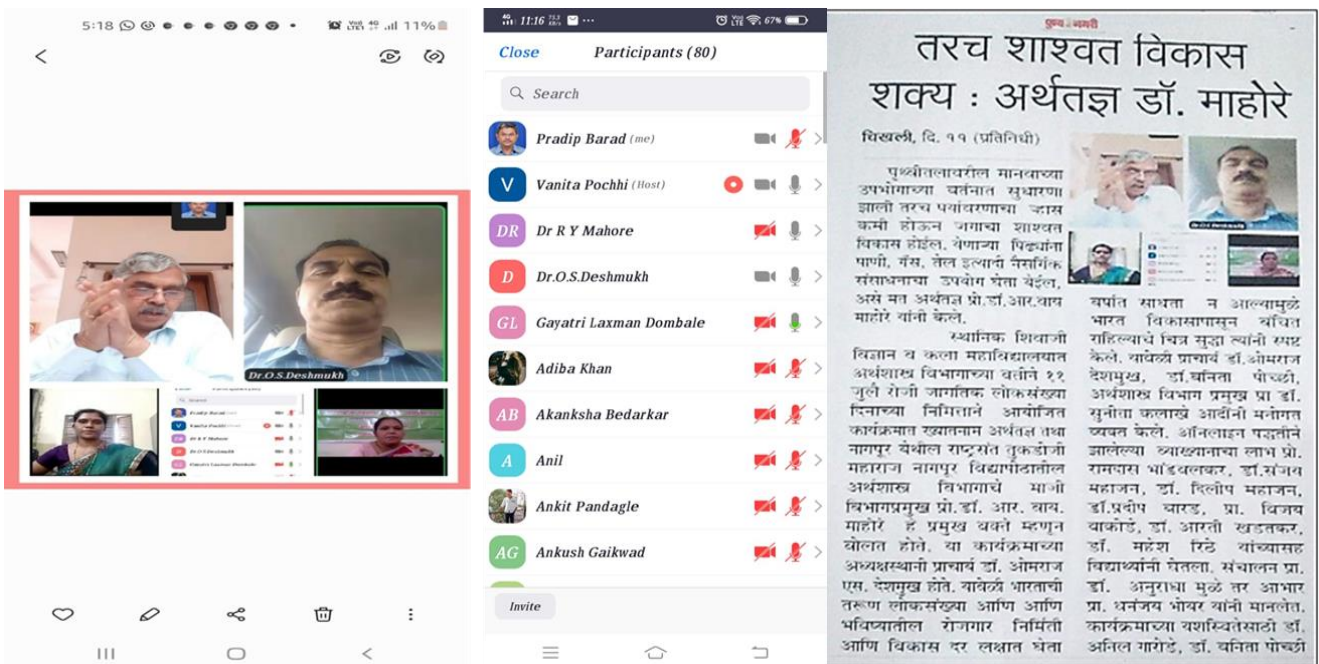 5:18
11%
Dr.O.S.Deshmukh
11:16
67%
Close
Participants (80)
Search
Pradip Barad (me)
V
Vanita Pochhi (Host)
DR
Dr R Y Mahore
D
Dr.O.S.Deshmukh
GL
Gayatri Laxman Dombale
Adiba Khan
AB
Akanksha Bedarkar
A
Anil
Ankit Pandagle
AG
Ankush Gaikwad
Invite
पुण्य नगरी
तरच शाश्वत विकास
शक्य : अर्थतज्ञ डॉ. माहोरे
चिखली, दि. ११ (प्रतिनिधी)
पृथ्वीतलावरील मानवाच्या
उपभोगाच्या वर्तनात सुधारणा
झाली तरच पर्यावरणाचा ऱ्हास
कमी होऊन जगाचा शाश्वत
विकास होईल. येणाऱ्या पिढ्यांना
पाणी, गॅस, तेल इत्यादी नैसर्गिक
संसाधनाचा उपयोग घेता येईल,
असे मत अर्थतज्ञ प्रो.डॉ.आर.वाय
माहोरे यांनी केले.
स्थानिक शिवाजी
विज्ञान व कला महाविद्यालयात
अर्थशास्त्र विभागाच्या वतीने ११
जुलै रोजी जागतिक लोकसंख्या
दिनाच्या निमित्ताने आयोजित
कार्यक्रमात ख्यातनाम अर्थतज्ञ तथा
नागपूर येथील राष्ट्रसंत तुकडोजी
महाराज नागपूर विद्यापीठातील
अर्थशास्त्र विभागाचे माजी
विभागप्रमुख प्रो.डॉ. आर. वाय.
माहोरे हे प्रमुख वक्ते म्हणून
बोलत होते. या कार्यक्रमाच्या
अध्यक्षस्थानी प्राचार्य डॉ. ओमराज
एस. देशमुख होते. यावेळी भारताची
तरूण लोकसंख्या आणि आणि
भविष्यातील रोजगार निर्मिती
आणि विकास दर लक्षात घेता
वर्षात साधता न आल्यामुळे
भारत विकासापासून वंचित
राहिल्याचे चित्र सुद्धा त्यांनी स्पष्ट
केले. यावेळी प्राचार्य डॉ.ओमराज
देशमुख, डॉ.वनिता पोच्छी,
अर्थशास्त्र विभाग प्रमुख प्रा डॉ.
सुनीता कलाखे आदींनी मनोगत
व्यक्त केले. ऑनलाइन पद्धतीने
झालेल्या व्याख्यानाचा लाभ प्रो.
रामदास भांडवलकर, डॉ.संजय
महाजन, डॉ. दिलीप महाजन,
डॉ.प्रदीप बारड, प्रा. विजय
वाकोडे, डॉ. आरती खडतकर,
डॉ. महेश रिठे यांच्यासह
विद्यार्थ्यांनी घेतला. संचालन प्रा.
डॉ. अनुराधा मुळे तर आभार
प्रा. धनंजय भोयर यांनी मानलेत.
कार्यक्रमाच्या यशस्वितेसाठी डॉ.
अनिल गारोडे, डॉ. वनिता पोच्छी